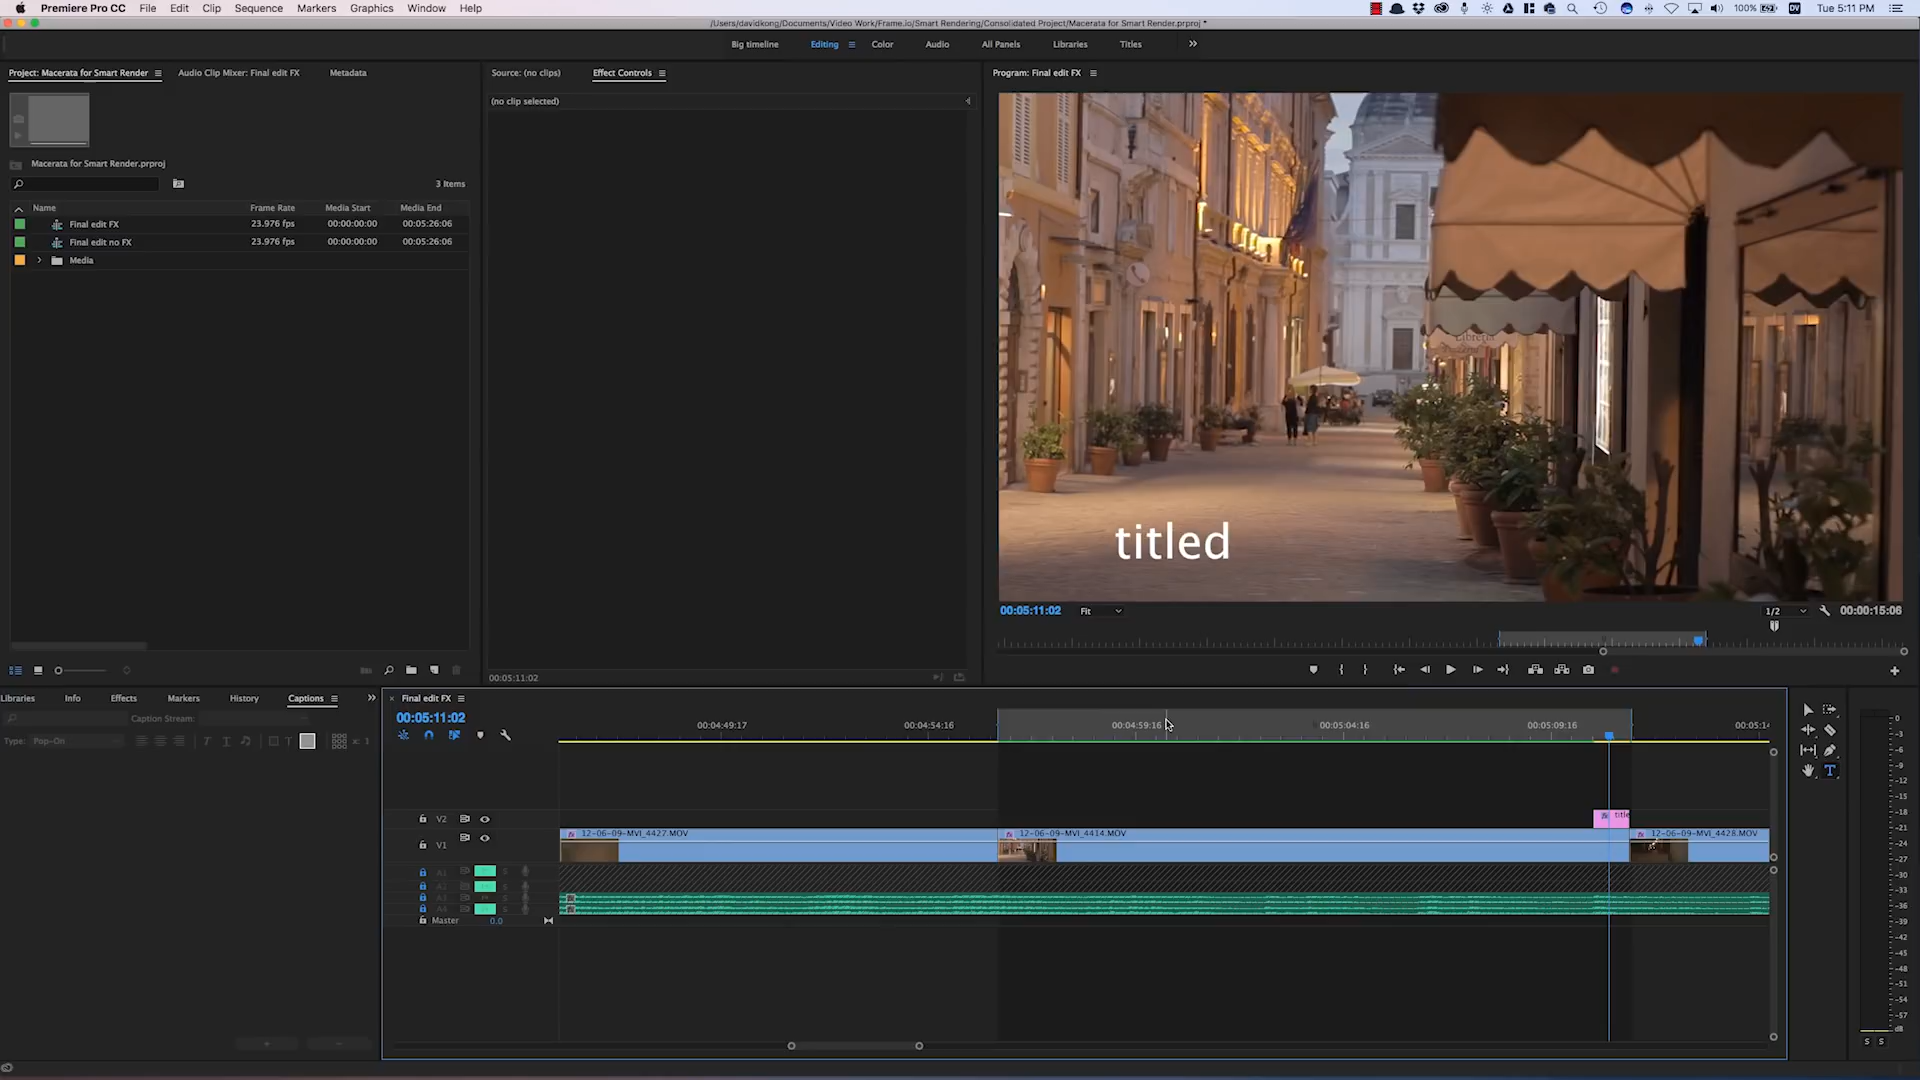 Premiere Pro CC File Edit Clip Sequence Markers Graphics Window Help
100% Tue 5:11 PM
/Users/davidkong/Documents/Video Work/Frame.io/Smart Rendering/Consolidated Project/Macerata for Smart Render.prproj *
Big timeline Editing Color Audio All Panels Libraries Titles
Project: Macerata for Smart Render Audio Clip Mixer: Final edit FX Metadata
Source: (no clips) Effect Controls
Program: Final edit FX
(no clip selected)
Macerata for Smart Render.prproj
3 Items
Name Frame Rate Media Start Media End
Final edit FX 23.976 fps 00:00:00:00 00:05:26:06
Final edit no FX 23.976 fps 00:00:00:00 00:05:26:06
Media
Libreria
titled
00:05:11:02 Fit 1/2 00:00:15:06
00:05:11:02
Libraries Info Effects Markers History Captions
Caption Stream:
Type: Pop-On
Final edit FX
00:05:11:02
00:04:49:17 00:04:54:16 00:04:59:16 00:05:04:16 00:05:09:16 00:05:14
V2
title
V1
12-06-09-MVI_4427.MOV 12-06-09-MVI_4414.MOV 12-06-09-MVI_4428.MOV
A1
A2
A3
A4
Master 0.0
0
-3
-6
-9
-12
-15
-18
-21
-24
-27
-30
-33
-36
-39
-42
-45
-48
-51
-54
-57
dB
S S